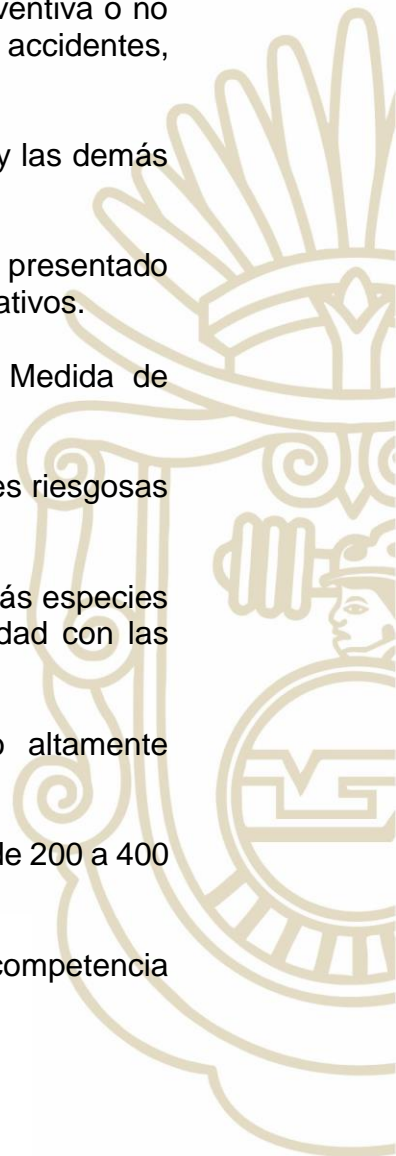 ventiva o no
accidentes,
y las demás
presentado
ativos.
Medida de
es riesgosas
ás especies
dad con las
o altamente
de 200 a 400
competencia